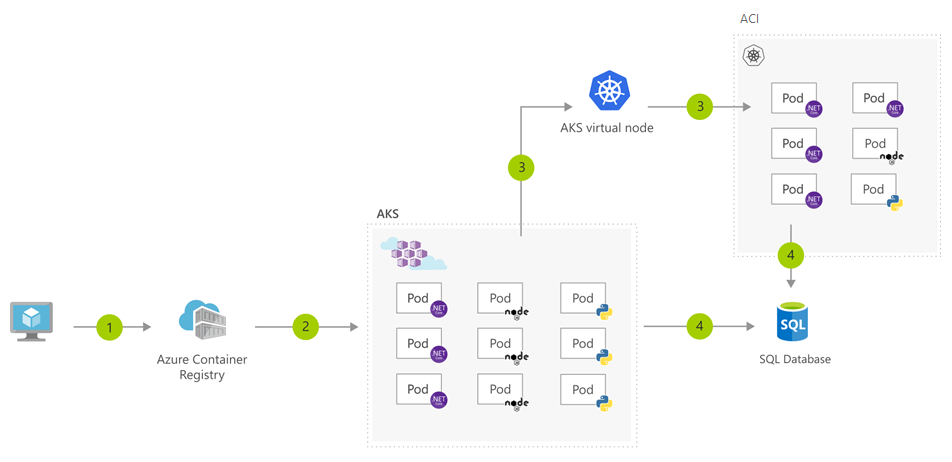 ACI
Pod
.NET
Pod
.NET
3
3
AKS virtual node
Pod
.NET
Pod
node
Pod
.NET
Pod
AKS
4
Pod
.NET
Pod
node
Pod
1
2
4
SQL
Pod
.NET
Pod
node
Pod
Azure Container
Registry
SQL Database
Pod
.NET
Pod
node
Pod